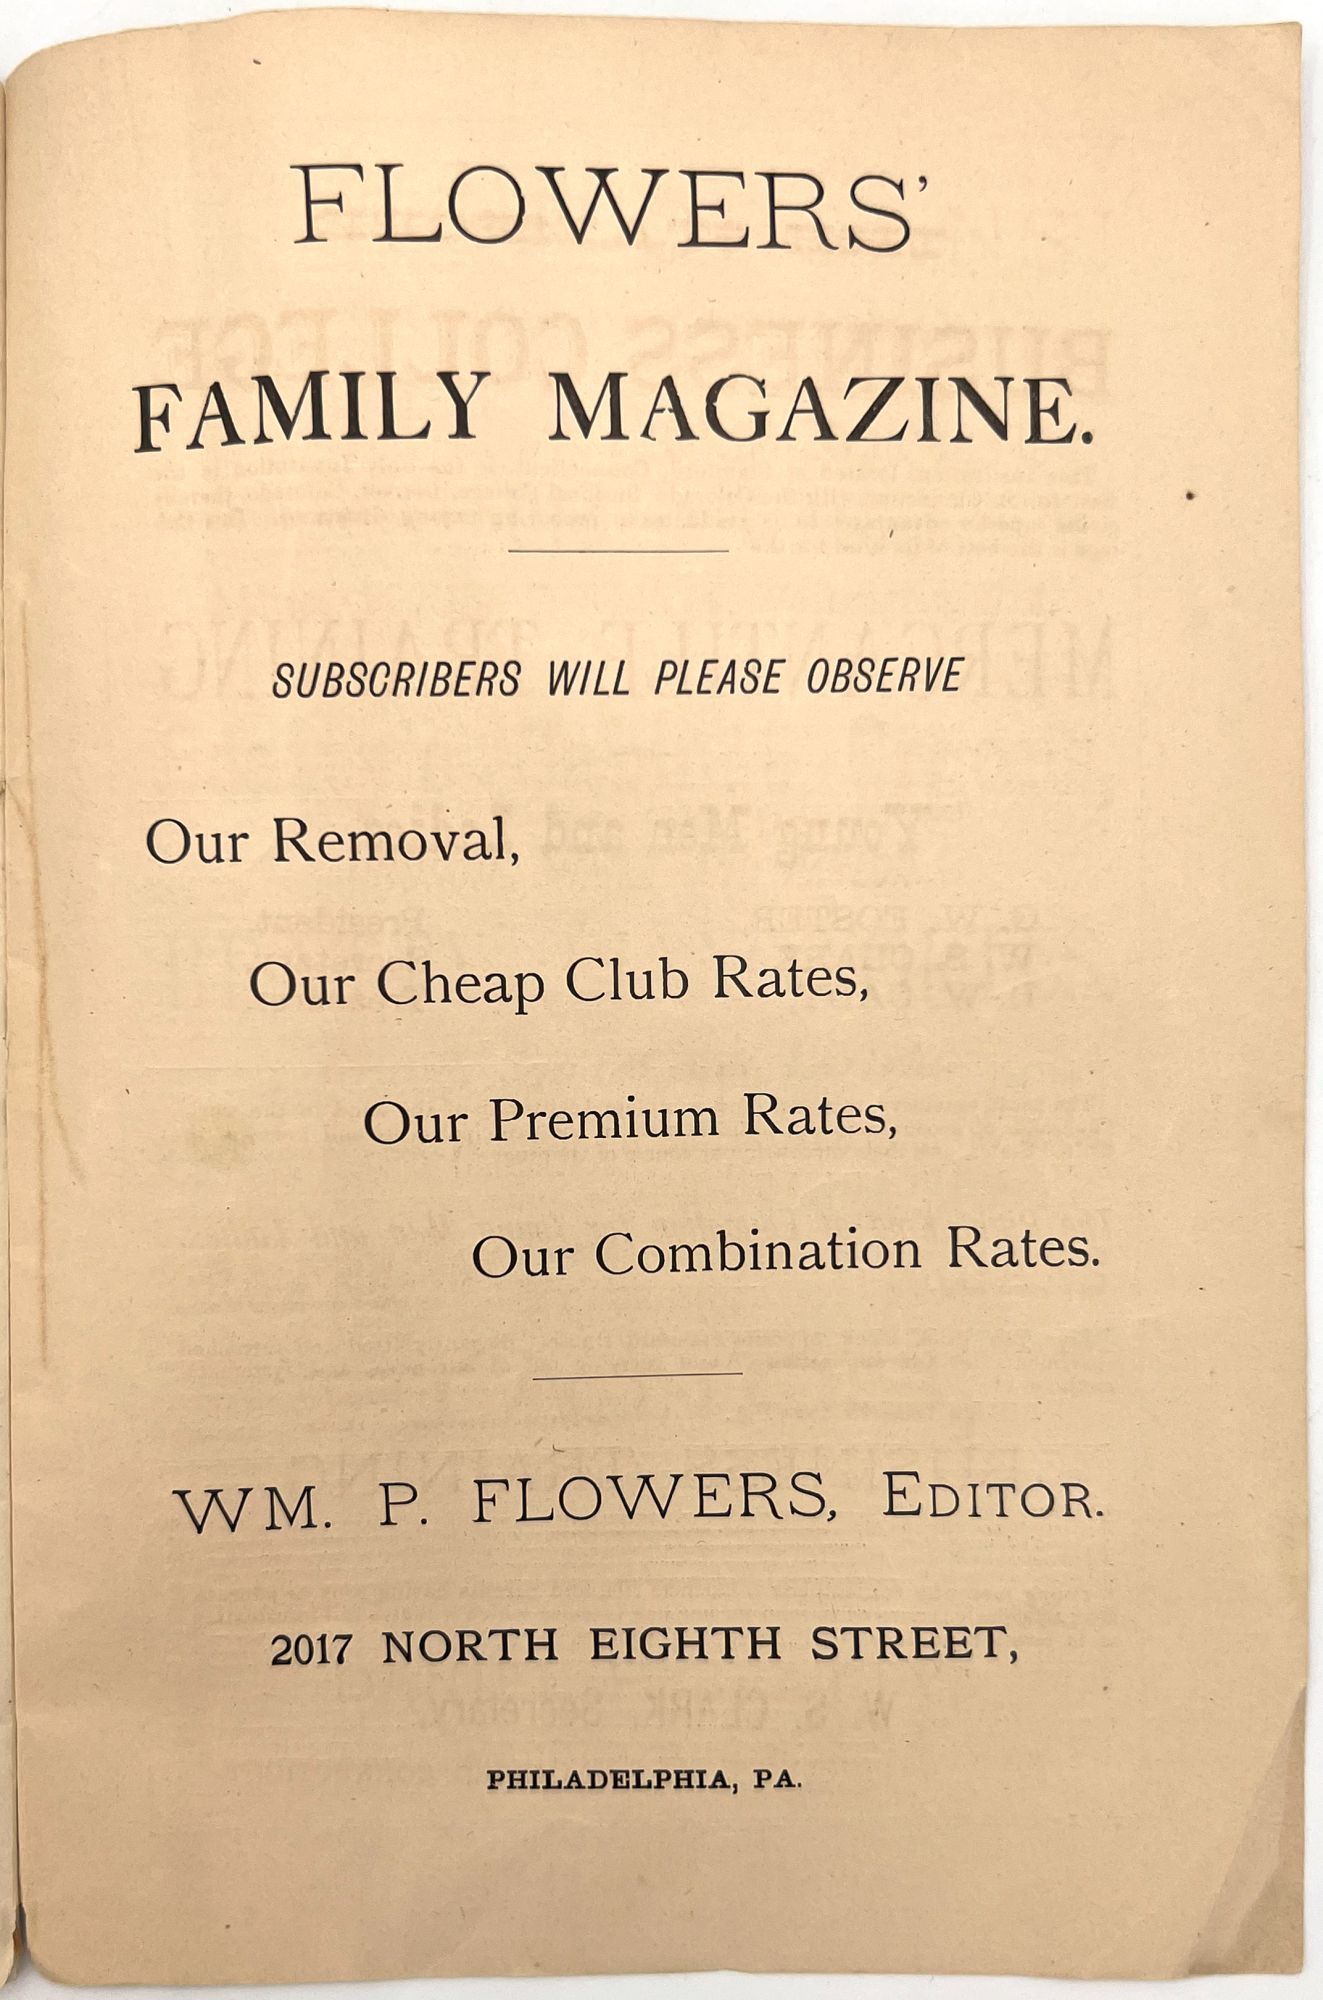 FLOWERS'
FAMILY MAGAZINE.
SUBSCRIBERS WILL PLEASE OBSERVE
Our Removal,
Our Cheap Club Rates,
Our Premium Rates,
Our Combination Rates.
WM. P. FLOWERS, EDITOR.
2017 NORTH EIGHTH STREET,
PHILADELPHIA, PA.